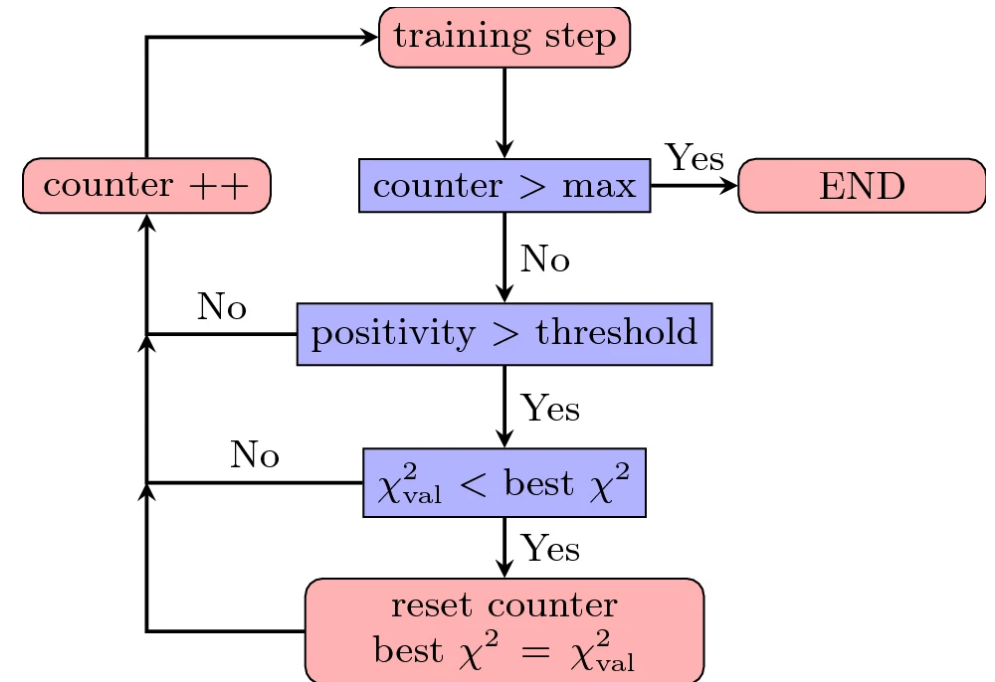 training step
counter ++
counter > max
Yes
END
No
No
positivity > threshold
Yes
No
χ²val < best χ²
Yes
reset counter
best χ² = χ²val